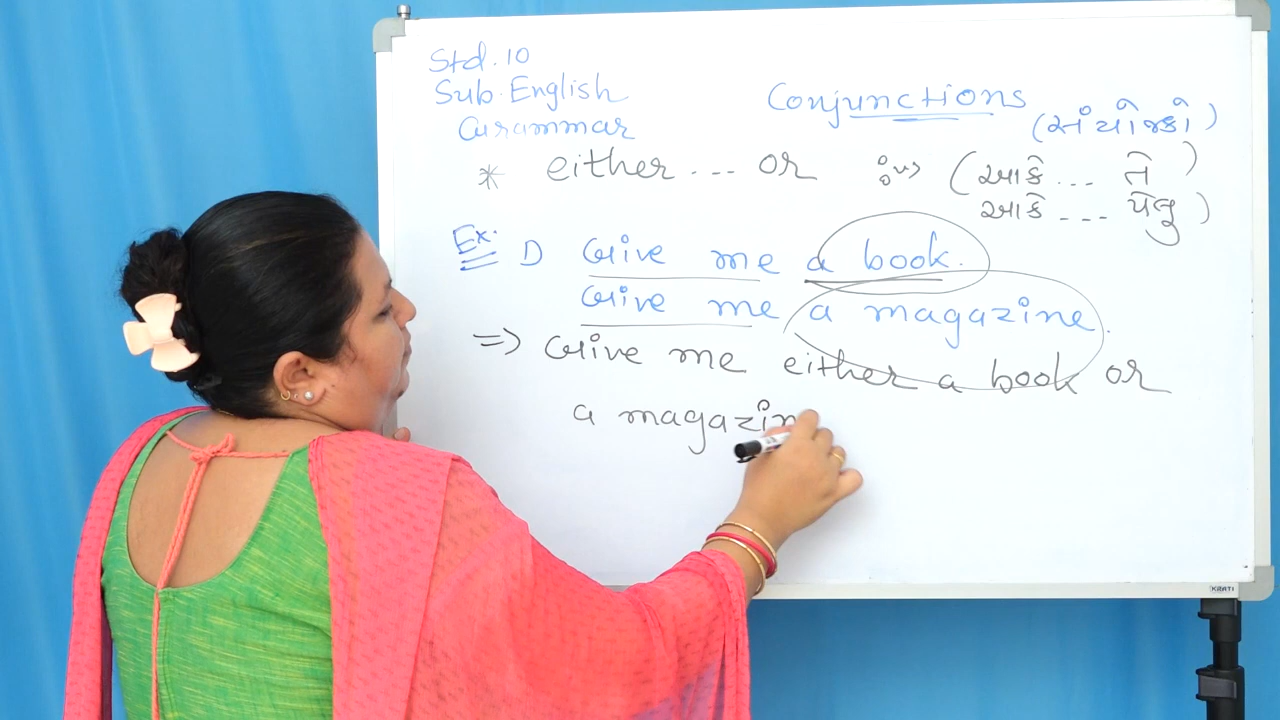 Std. 10
Sub. English
Grammar
Conjunctions
(સંયોજકો)
* either ... or (આકે ... તે)
આકે ... પેલુ )
Ex. 1) Give me a book.
Give me a magazine.
=> Give me either a book or
a magazin
KRATI